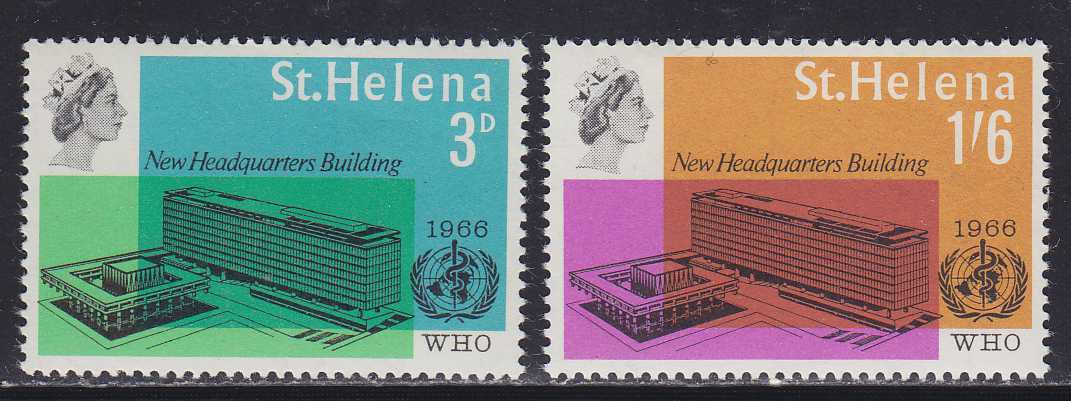 St.Helena
3D
New Headquarters Building
1966
WHO
St.Helena
1/6
New Headquarters Building
1966
WHO